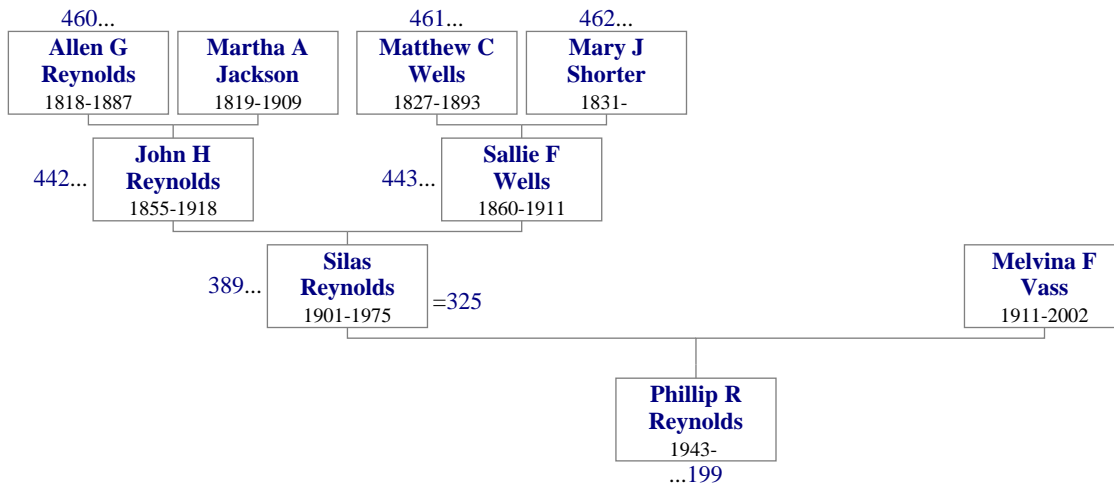 460...
Allen G
Reynolds
1818-1887
Martha A
Jackson
1819-1909
461...
Matthew C
Wells
1827-1893
462...
Mary J
Shorter
1831-
442...
John H
Reynolds
1855-1918
443...
Sallie F
Wells
1860-1911
389...
Silas
Reynolds
1901-1975
=325
Melvina F
Vass
1911-2002
Phillip R
Reynolds
1943-
...199